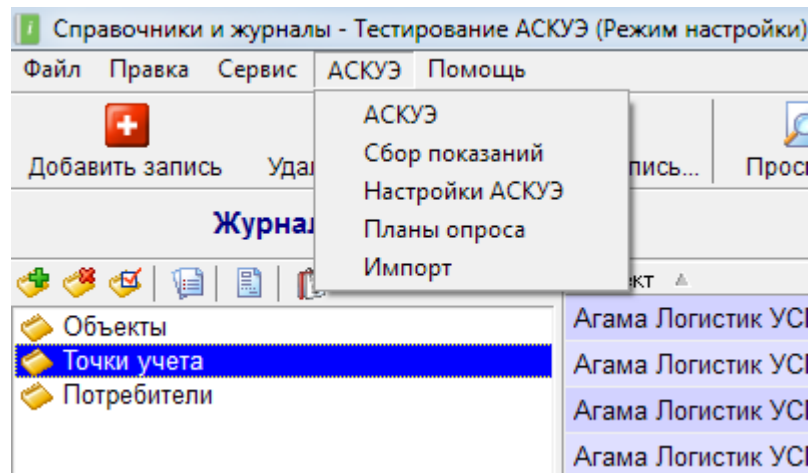 Справочники и журналы - Тестирование АСКУЭ (Режим настройки)
Файл Правка Сервис АСКУЭ Помощь
АСКУЭ
Сбор показаний
Настройки АСКУЭ
Планы опроса
Импорт
Добавить запись
Объекты
Точки учета
Потребители
Агама Логистик
Агама Логистик
Агама Логистик
Агама Логистик